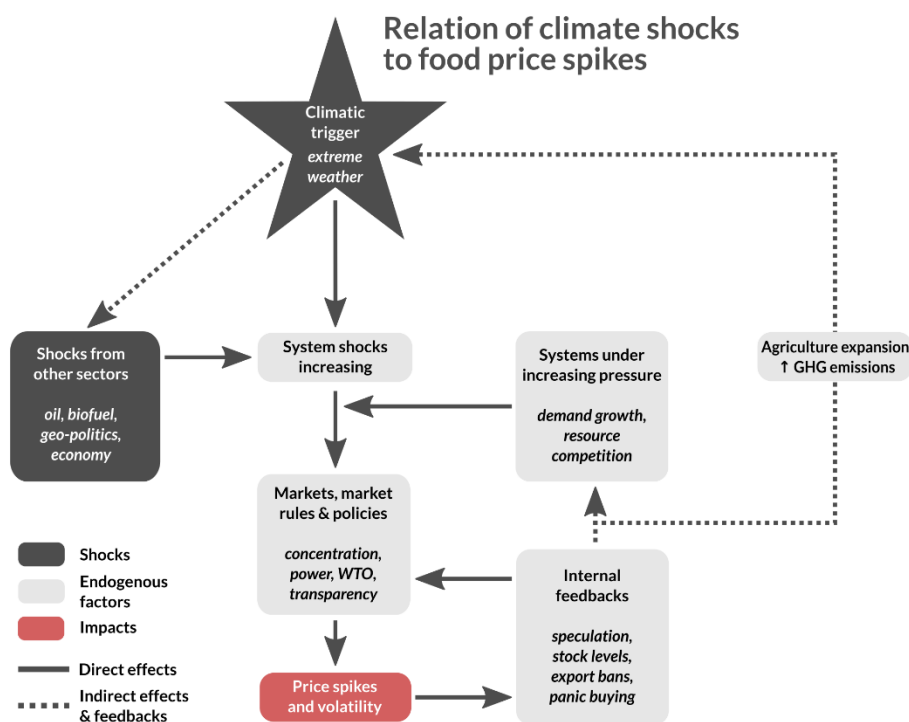 Relation of climate shocks
to food price spikes
Climatic
trigger
extreme
weather
Shocks from
other sectors
oil, biofuel,
geo-politics,
economy
System shocks
increasing
Systems under
increasing pressure
demand growth,
resource
competition
Agriculture expansion
↑ GHG emissions
Markets, market
rules & policies
concentration,
power, WTO,
transparency
Internal
feedbacks
speculation,
stock levels,
export bans,
panic buying
Price spikes
and volatility
Shocks
Endogenous
factors
Impacts
Direct effects
Indirect effects
& feedbacks